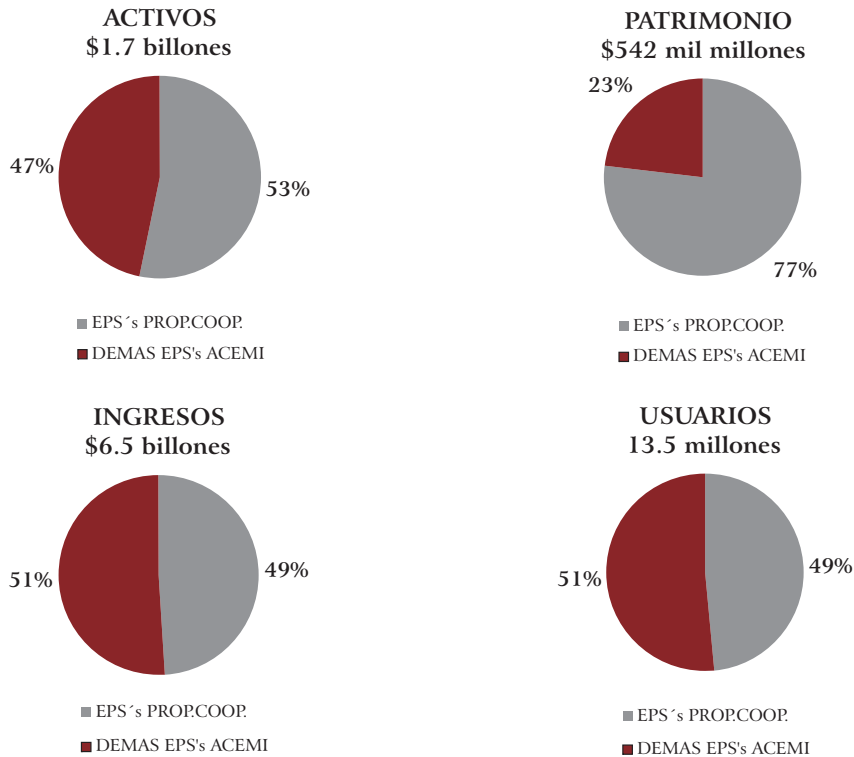 ACTIVOS
$1.7 billones
47%
53%
EPS´s PROP.COOP.
DEMAS EPS's ACEMI
PATRIMONIO
$542 mil millones
23%
77%
EPS´s PROP.COOP.
DEMAS EPS's ACEMI
INGRESOS
$6.5 billones
51%
49%
EPS´s PROP.COOP.
DEMAS EPS's ACEMI
USUARIOS
13.5 millones
51%
49%
EPS´s PROP.COOP.
DEMAS EPS's ACEMI